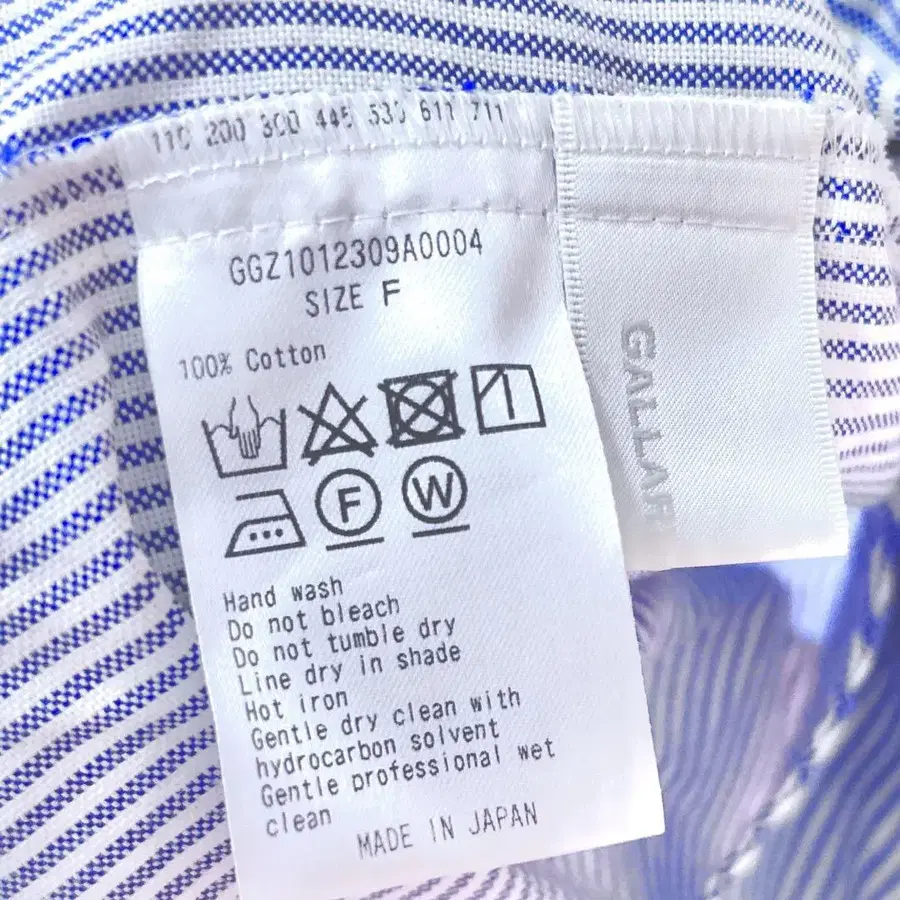 110 200 300 445 530 611 711
GGZ1012309A0004
SIZE F
100% Cotton
F W
Hand wash
Do not bleach
Do not tumble dry
Line dry in shade
Hot iron
Gentle dry clean with
hydrocarbon solvent
Gentle professional wet
clean
MADE IN JAPAN